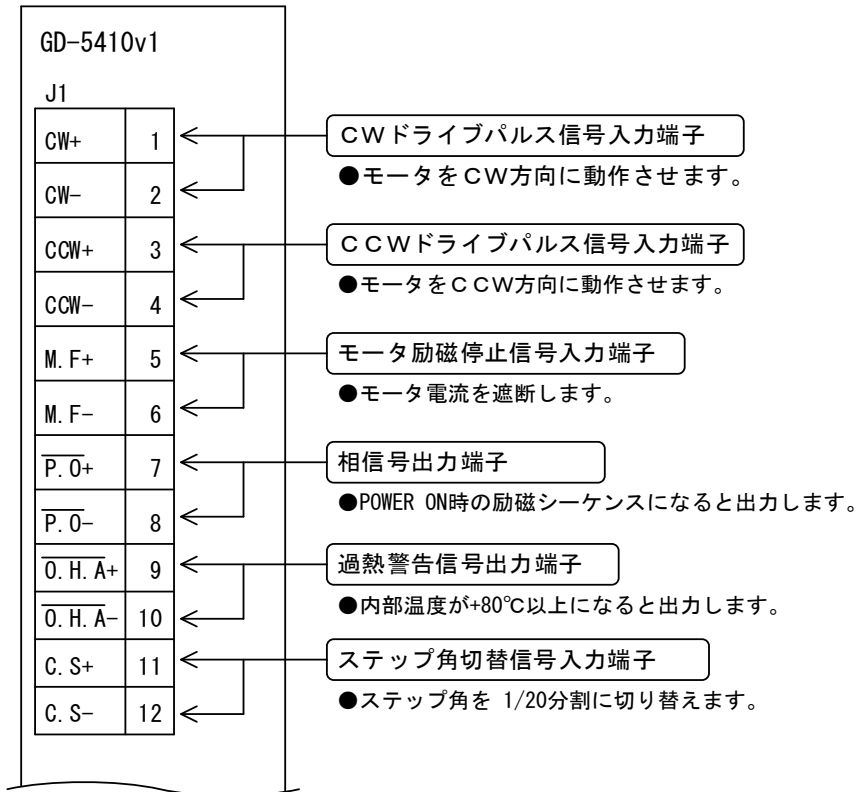 GD-5410v1
J1
CW+ 1
CW- 2
CCW+ 3
CCW- 4
M.F+ 5
M.F- 6
P.O+ 7
P.O- 8
O.H.A+ 9
O.H.A- 10
C.S+ 11
C.S- 12
CWドライブパルス信号入力端子
●モータをCW方向に動作させます。
CCWドライブパルス信号入力端子
●モータをCCW方向に動作させます。
モータ励磁停止信号入力端子
●モータ電流を遮断します。
相信号出力端子
●POWER ON時の励磁シーケンスになると出力します。
過熱警告信号出力端子
●内部温度が+80℃以上になると出力します。
ステップ角切替信号入力端子
●ステップ角を 1/20分割に切り替えます。